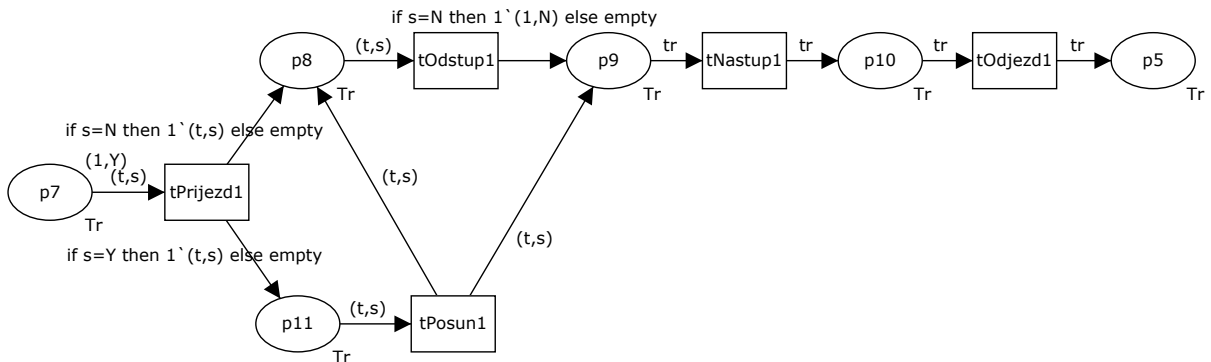 if s=N then 1`(1,N) else empty
p8
(t,s)
tOdstup1
p9
tr
tNastup1
tr
p10
tr
tOdjezd1
tr
p5
Tr
Tr
Tr
Tr
if s=N then 1`(t,s) else empty
(1,Y)
p7
(t,s)
tPrijezd1
(t,s)
Tr
(t,s)
if s=Y then 1`(t,s) else empty
p11
(t,s)
tPosun1
Tr